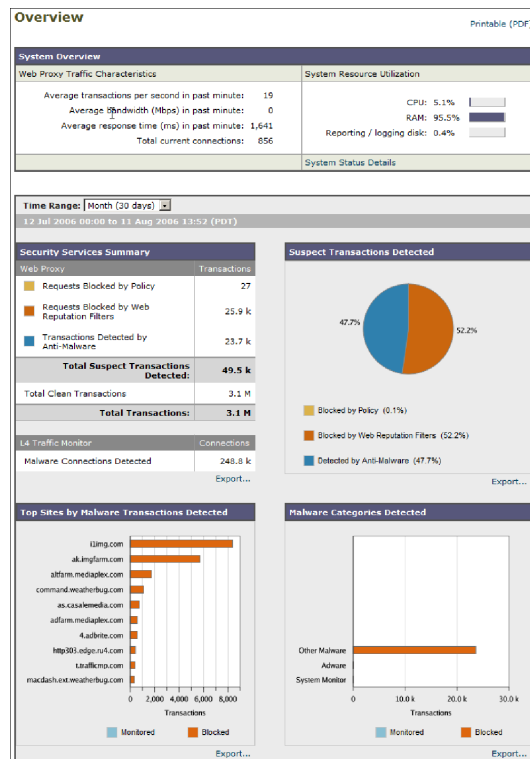 Overview
Printable (PDF)
System Overview
Web Proxy Traffic Characteristics
System Resource Utilization
Average transactions per second in past minute: 19
Average bandwidth (Mbps) in past minute: 0
Average response time (ms) in past minute: 1,641
Total current connections: 856
CPU: 5.1%
RAM: 95.5%
Reporting / logging disk: 0.4%
System Status Details
Time Range: Month (30 days)
12 Jul 2006 00:00 to 11 Aug 2006 13:52 (PDT)
Security Services Summary
Web Proxy Transactions
Requests Blocked by Policy 27
Requests Blocked by Web
Reputation Filters 25.9 k
Transactions Detected by
Anti-Malware 23.7 k
Total Suspect Transactions
Detected: 49.5 k
Total Clean Transactions 3.1 M
Total Transactions: 3.1 M
L4 Traffic Monitor Connections
Malware Connections Detected 248.8 k
Export...
Suspect Transactions Detected
47.7%
52.2%
Blocked by Policy (0.1%)
Blocked by Web Reputation Filters (52.2%)
Detected by Anti-Malware (47.7%)
Export...
Top Sites by Malware Transactions Detected
i1img.com
ak.imgfarm.com
altfarm.mediaplex.com
command.weatherbug.com
as.casalemedia.com
adfarm.mediaplex.com
4.adbrite.com
http303.edge.ru4.com
t.trafficmp.com
macdash.ext.weatherbug.com
0 2,000 4,000 6,000 8,000
Transactions
Monitored Blocked
Export...
Malware Categories Detected
Other Malware
Adware
System Monitor
0 10.0 k 20.0 k 30.0 k
Transactions
Monitored Blocked
Export...